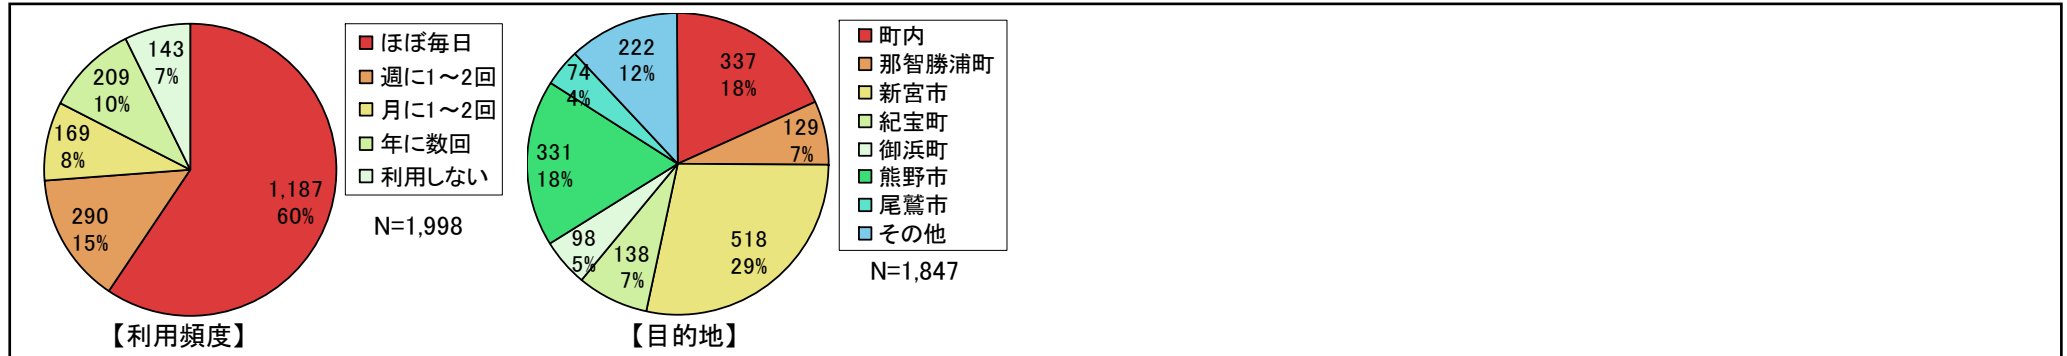 143
7%
209
10%
169
8%
290
15%
1,187
60%
ほぼ毎日
週に1～2回
月に1～2回
年に数回
利用しない
N=1,998
【利用頻度】
222
12%
74
4%
331
18%
98
5%
138
7%
518
29%
129
7%
337
18%
町内
那智勝浦町
新宮市
紀宝町
御浜町
熊野市
尾鷲市
その他
N=1,847
【目的地】